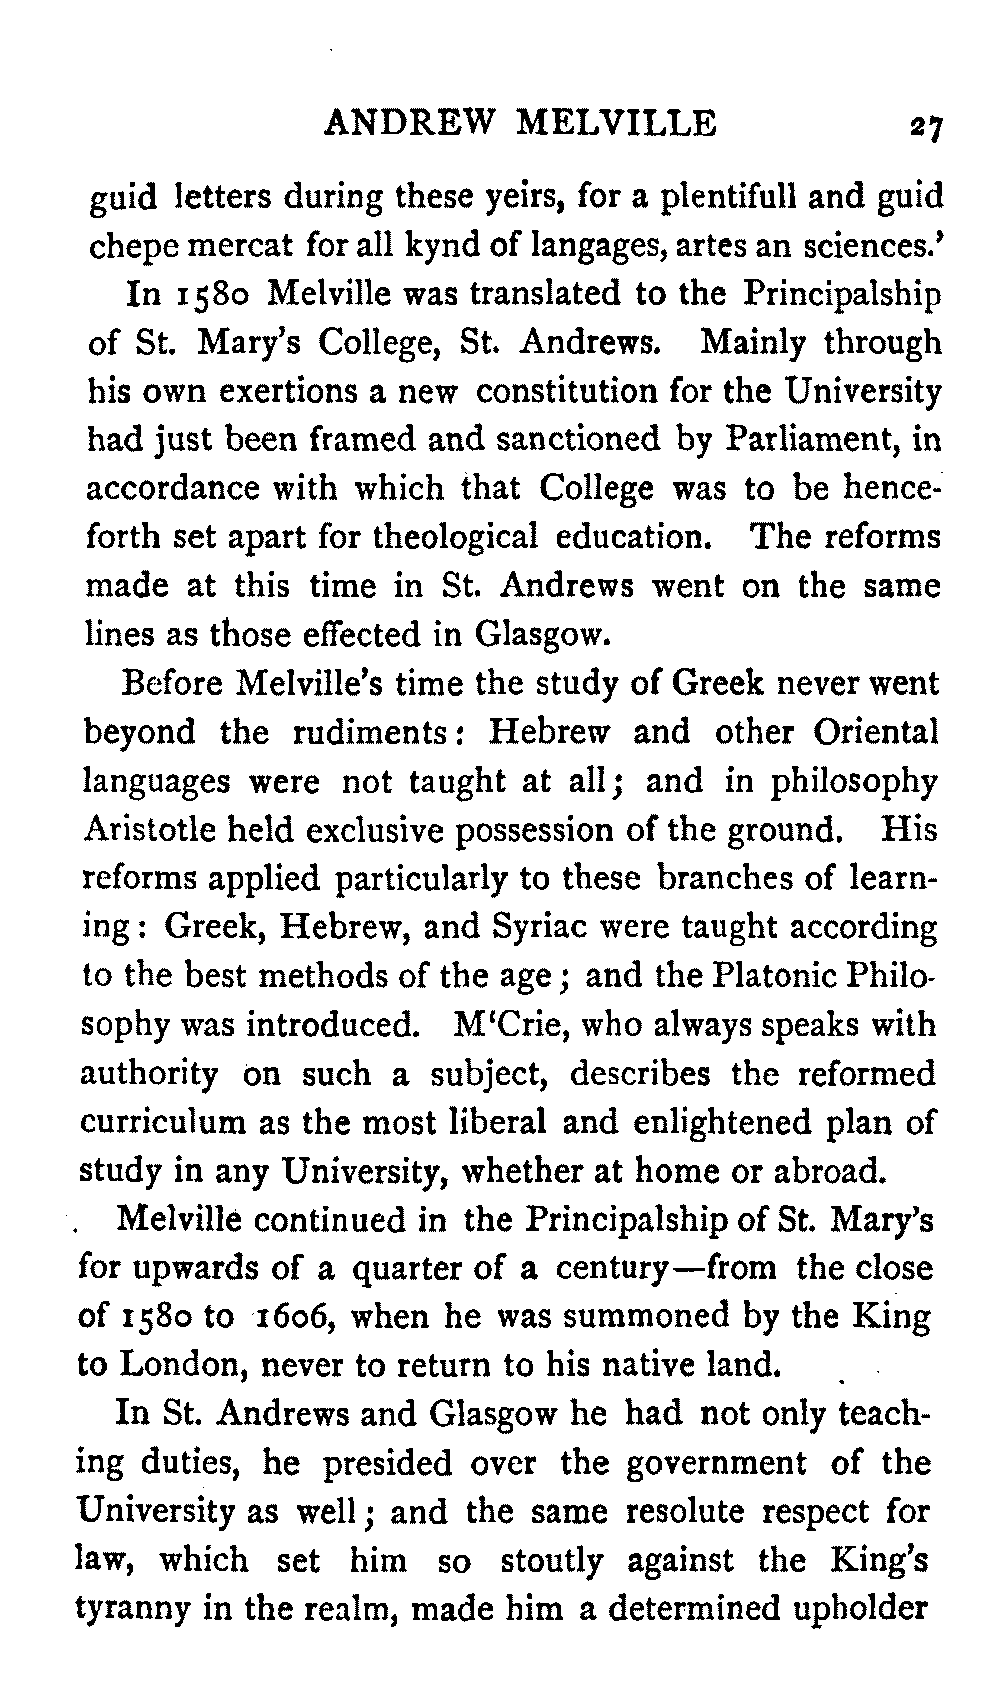 ANDREW MELVILLE 27
guid letters during these yeirs, for a plentifull and guid
chepe mercat for all kynd of langages, artes an sciences.'
In 1580 Melville was translated to the Principalship
of St. Mary's College, St. Andrews. Mainly through
his own exertions a new constitution for the University
had just been framed and sanctioned by Parliament, in
accordance with which that College was to be hence-
forth set apart for theological education. The reforms
made at this time in St. Andrews went on the same
lines as those effected in Glasgow.
Before Melville's time the study of Greek never went
beyond the rudiments: Hebrew and other Oriental
languages were not taught at all; and in philosophy
Aristotle held exclusive possession of the ground. His
reforms applied particularly to these branches of learn-
ing: Greek, Hebrew, and Syriac were taught according
to the best methods of the age; and the Platonic Philo-
sophy was introduced. M'Crie, who always speaks with
authority on such a subject, describes the reformed
curriculum as the most liberal and enlightened plan of
study in any University, whether at home or abroad.
Melville continued in the Principalship of St. Mary's
for upwards of a quarter of a century—from the close
of 1580 to 1606, when he was summoned by the King
to London, never to return to his native land.
In St. Andrews and Glasgow he had not only teach-
ing duties, he presided over the government of the
University as well; and the same resolute respect for
law, which set him so stoutly against the King's
tyranny in the realm, made him a determined upholder